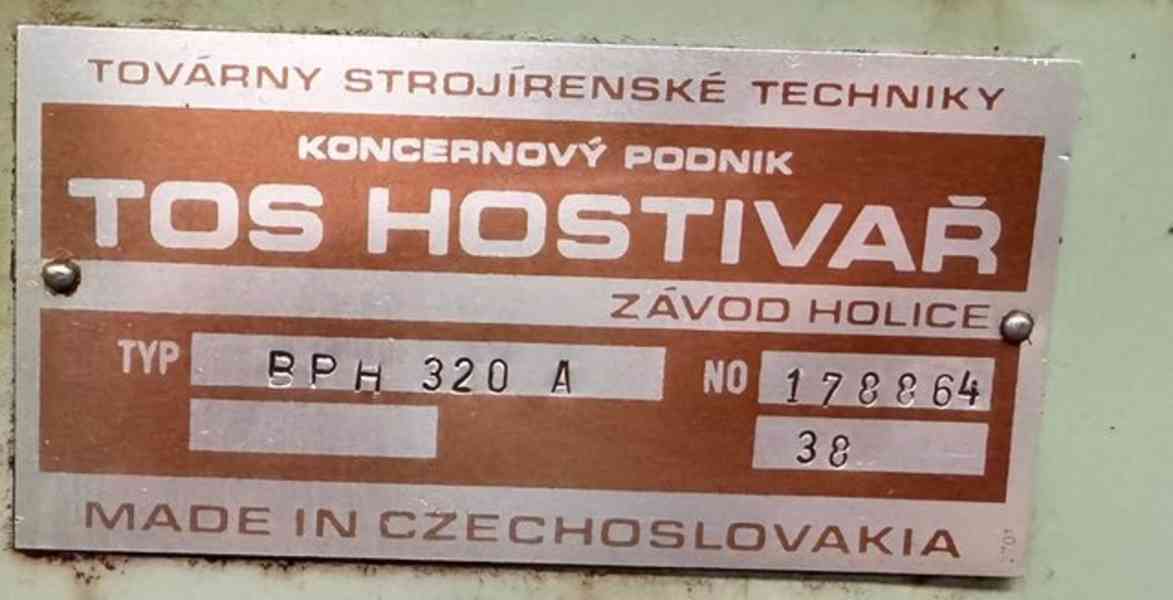 TOVÁRNY STROJÍRENSKÉ TECHNIKY
KONCERNOVÝ PODNIK
TOS HOSTIVAŘ
ZÁVOD HOLICE
TYP BPH 320 A NO 178864
38
MADE IN CZECHOSLOVAKIA